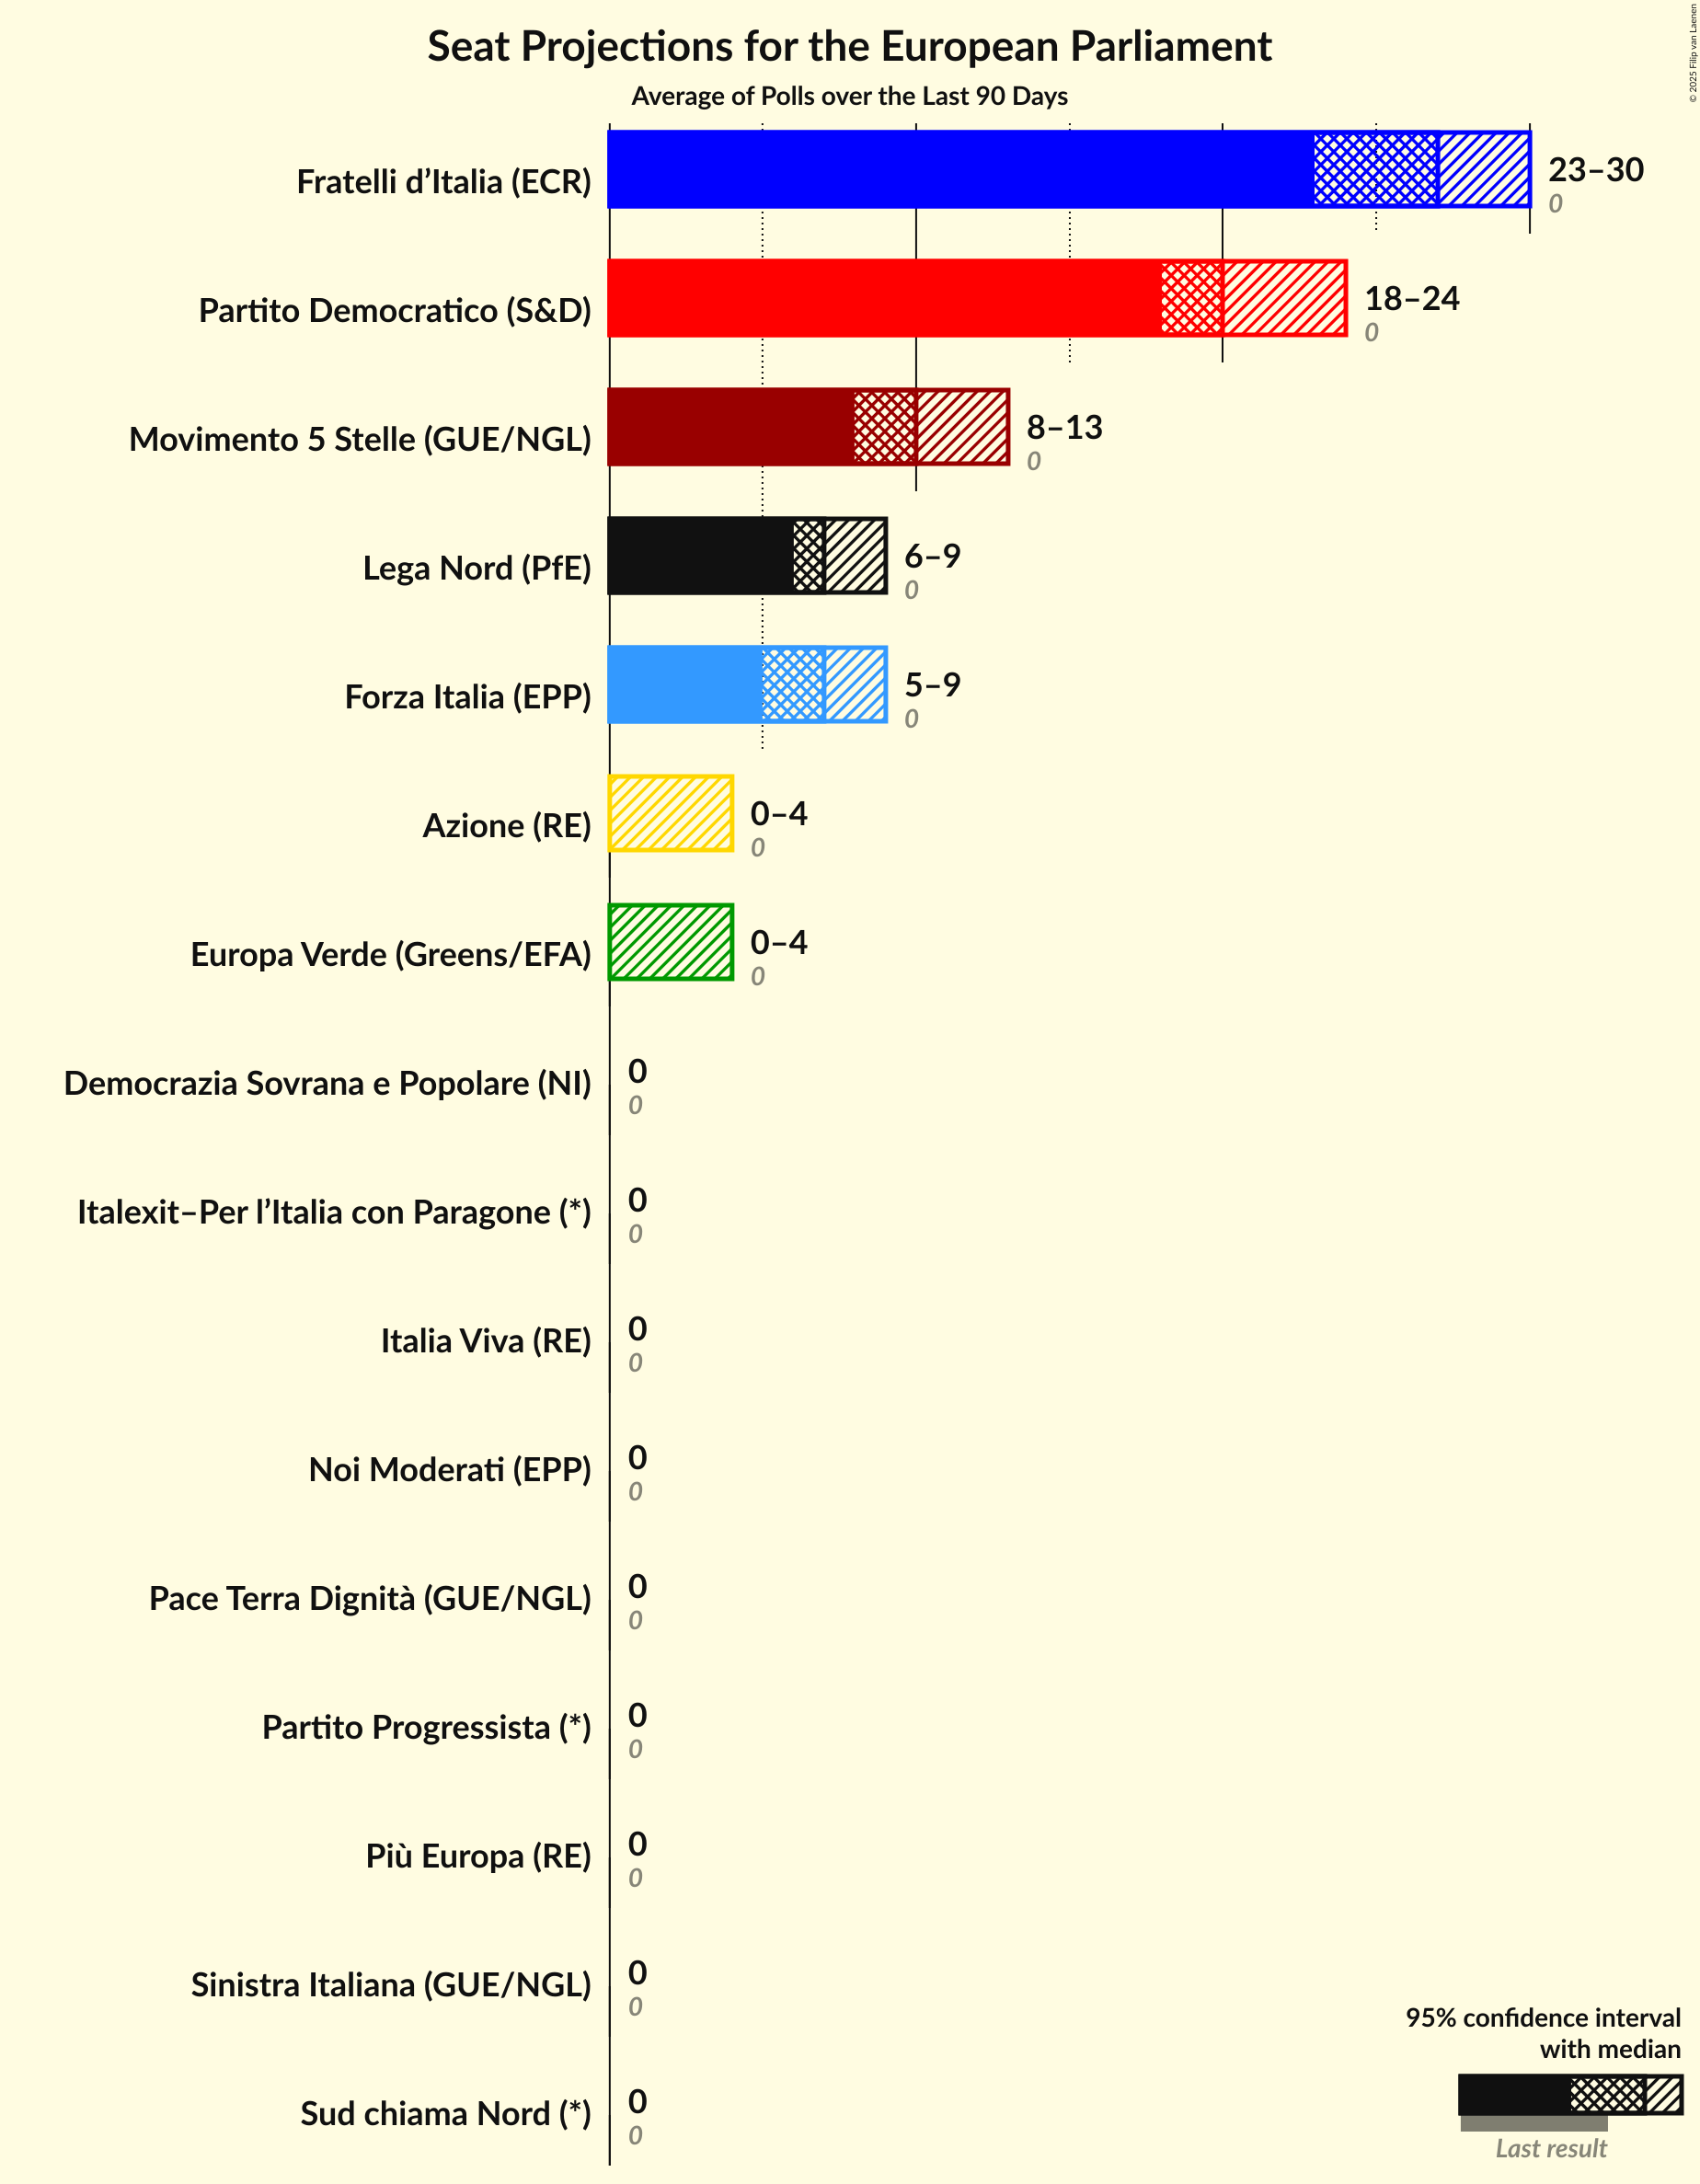 Seat Projections for the European Parliament
Average of Polls over the Last 90 Days
© 2025 Filip van Laenen
Fratelli d’Italia (ECR)
23–30
0
Partito Democratico (S&D)
18–24
0
Movimento 5 Stelle (GUE/NGL)
8–13
0
Lega Nord (PfE)
6–9
0
Forza Italia (EPP)
5–9
0
Azione (RE)
0–4
0
Europa Verde (Greens/EFA)
0–4
0
Democrazia Sovrana e Popolare (NI)
0
0
Italexit–Per l’Italia con Paragone (*)
0
0
Italia Viva (RE)
0
0
Noi Moderati (EPP)
0
0
Pace Terra Dignità (GUE/NGL)
0
0
Partito Progressista (*)
0
0
Più Europa (RE)
0
0
Sinistra Italiana (GUE/NGL)
0
0
Sud chiama Nord (*)
0
0
95% confidence interval
with median
Last result